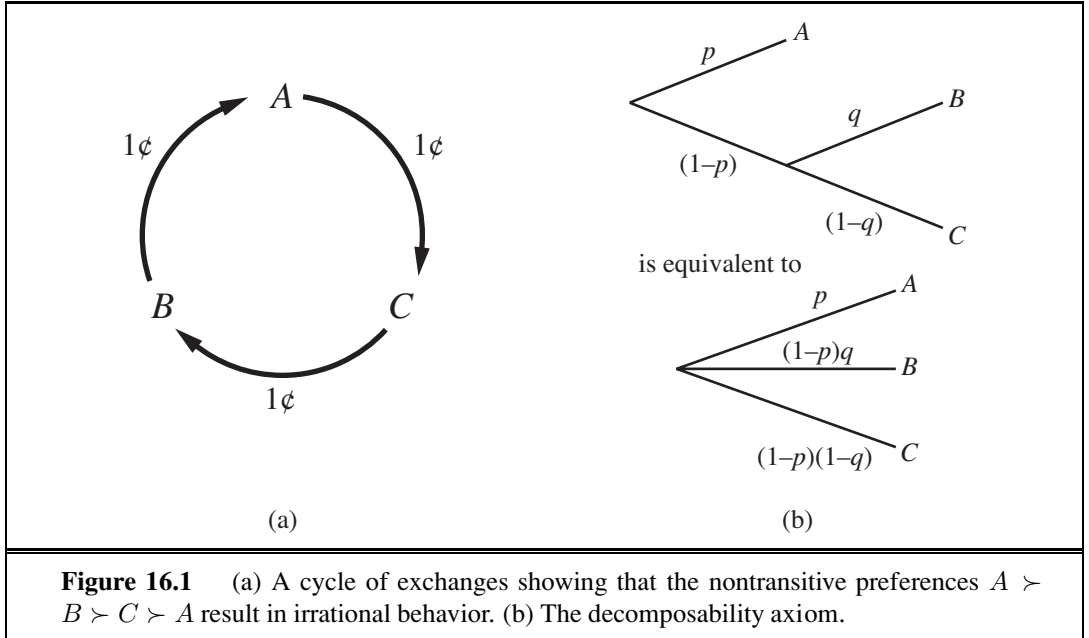 A
1¢
1¢
B
C
1¢
(a)
p
A
q
B
(1–p)
(1–q)
C
is equivalent to
p
A
(1–p)q
B
(1–p)(1–q)
C
(b)
Figure 16.1 (a) A cycle of exchanges showing that the nontransitive preferences A ≻
B ≻ C ≻ A result in irrational behavior. (b) The decomposability axiom.